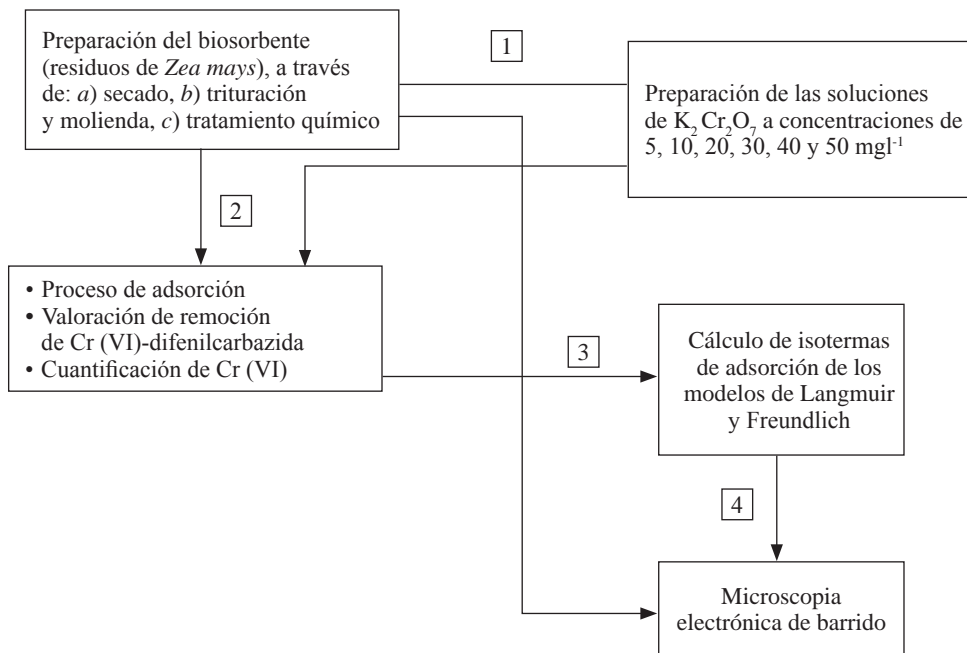 Preparación del biosorbente
(residuos de Zea mays), a través
de: a) secado, b) trituración
y molienda, c) tratamiento químico
1
Preparación de las soluciones
de K₂Cr₂O₇ a concentraciones de
5, 10, 20, 30, 40 y 50 mgl⁻¹
2
• Proceso de adsorción
• Valoración de remoción
de Cr (VI)-difenilcarbazida
• Cuantificación de Cr (VI)
3
Cálculo de isotermas
de adsorción de los
modelos de Langmuir
y Freundlich
4
Microscopia
electrónica de barrido